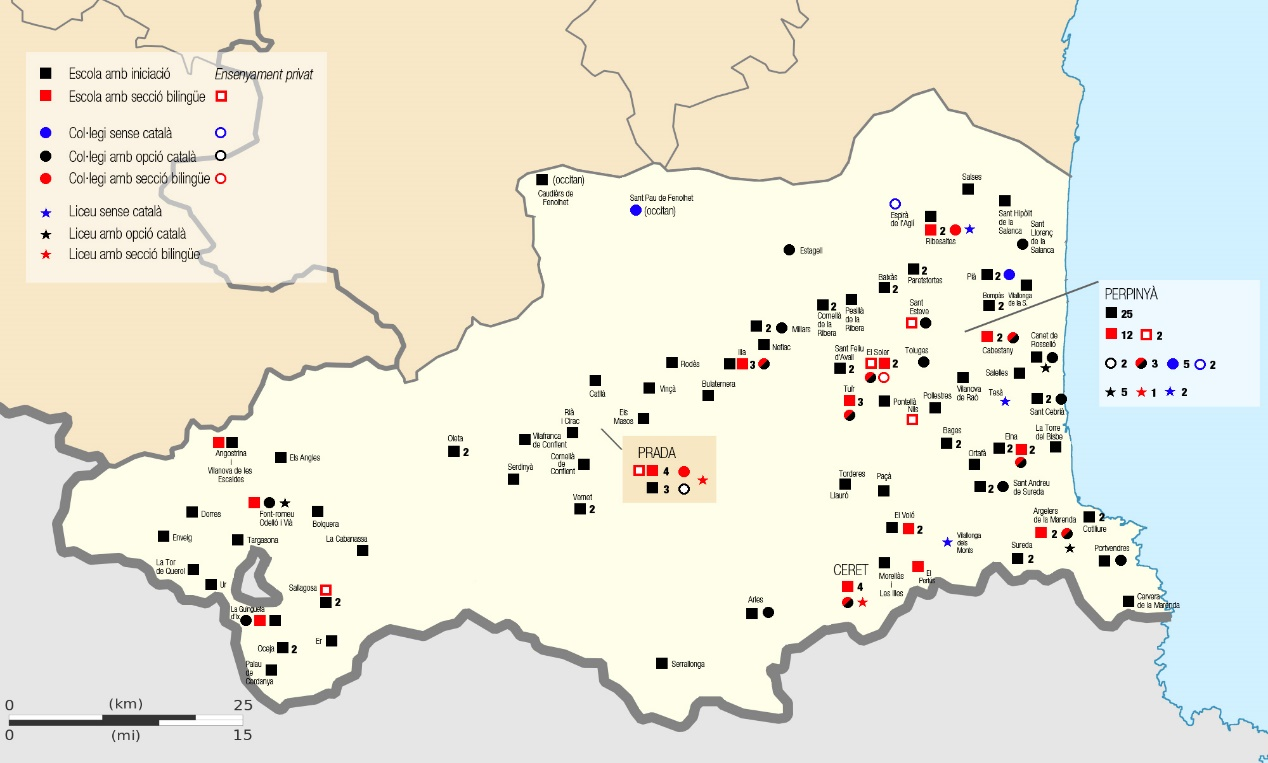 Escola amb iniciació
Ensenyament privat
Escola amb secció bilingüe
Col·legi sense català
Col·legi amb opció català
Col·legi amb secció bilingüe
Liceu sense català
Liceu amb opció català
Liceu amb secció bilingüe
(occitan)
Caudiers de
Fenolhet
Sant Pau de Fenolhet
(occitan)
Salses
Espirà
de l'Aglí
2
Ribesaltes
Sant Hipòlit
de la
Salanca
Sant
Llorenç
de la
Salanca
Estagell
2
Paretstortes
Baixàs
2
Pià
2
Bompàs
2
Vilallonga
de la S.
PERPINYÀ
25
12
2
2
3
5
2
5
1
2
2
Cornellà
de la
Ribera
Pesillà
de la
Ribera
Sant
Esteve
2
Millars
Nefiac
Illa
3
Sant Feliu
d'Avall
2
El Soler
2
Toluges
2
Cabestany
Canet de
Rosselló
Salelles
Rodès
Catllà
Vinçà
Bulaternera
Tuïr
3
Pontellà
Nils
Pollestres
Vilanova
de Raò
Tesà
2
Sant Cebrià
Rià
i Cirac
Els
Masos
Bages
2
Elna
2
2
La Torre
del Bisbe
Angostrina
i
Vilanova de les
Escaldes
Els Angles
Oleta
2
Vilafranca
de Conflent
Cornellà
de
Conflent
Serdinyà
PRADA
4
3
Ortafà
2
Sant Andreu
de Sureda
Torderes
Llauró
Paçà
Vernet
2
Dorres
Font-romeu
Odelló i Vià
Bolquera
El Voló
2
Argelers
de la Marenda
2
2
Cotlliure
Enveig
Targasona
La Cabanassa
Vilallonga
dels
Monts
Sureda
2
Portvendres
La Tor
de Querol
Ur
CERET
4
Morellàs
i
Les Illes
El
Pertús
Sallagosa
2
La Guingueta
d'Ix
Arles
Cervera
de la Marenda
Er
Oceja
2
Palau
de
Cerdanya
Serrallonga
0
(km)
25
0
(mi)
15